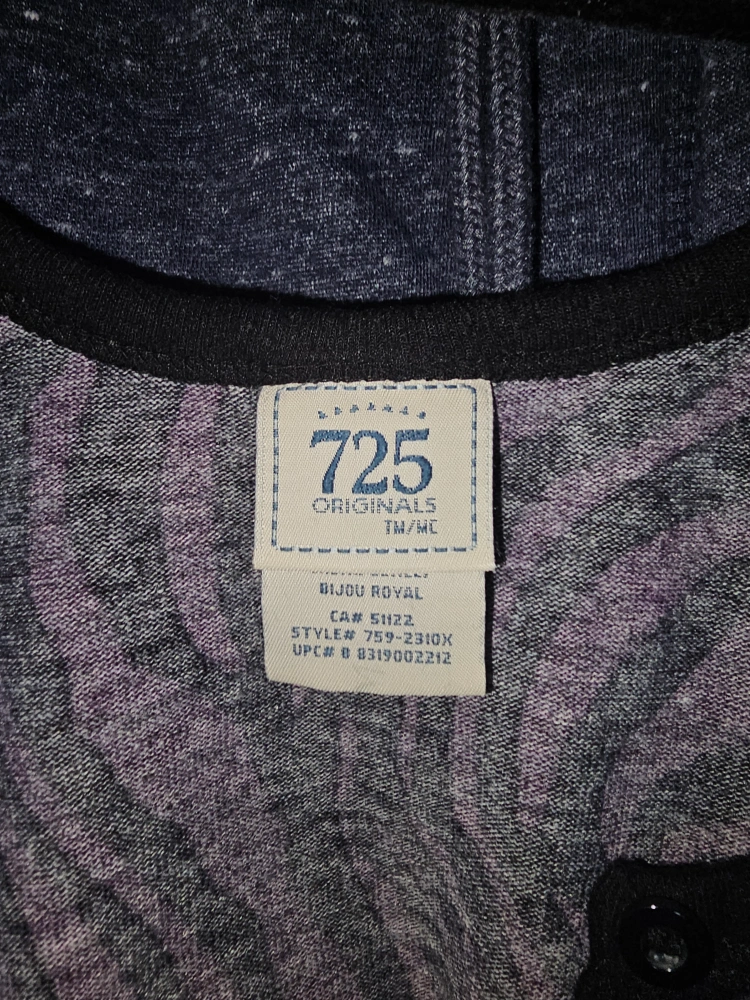 725
ORIGINALS
TM/MC
BIJOU ROYAL
CA# 51122
STYLE# 759-2310X
UPC# 8 8319002212